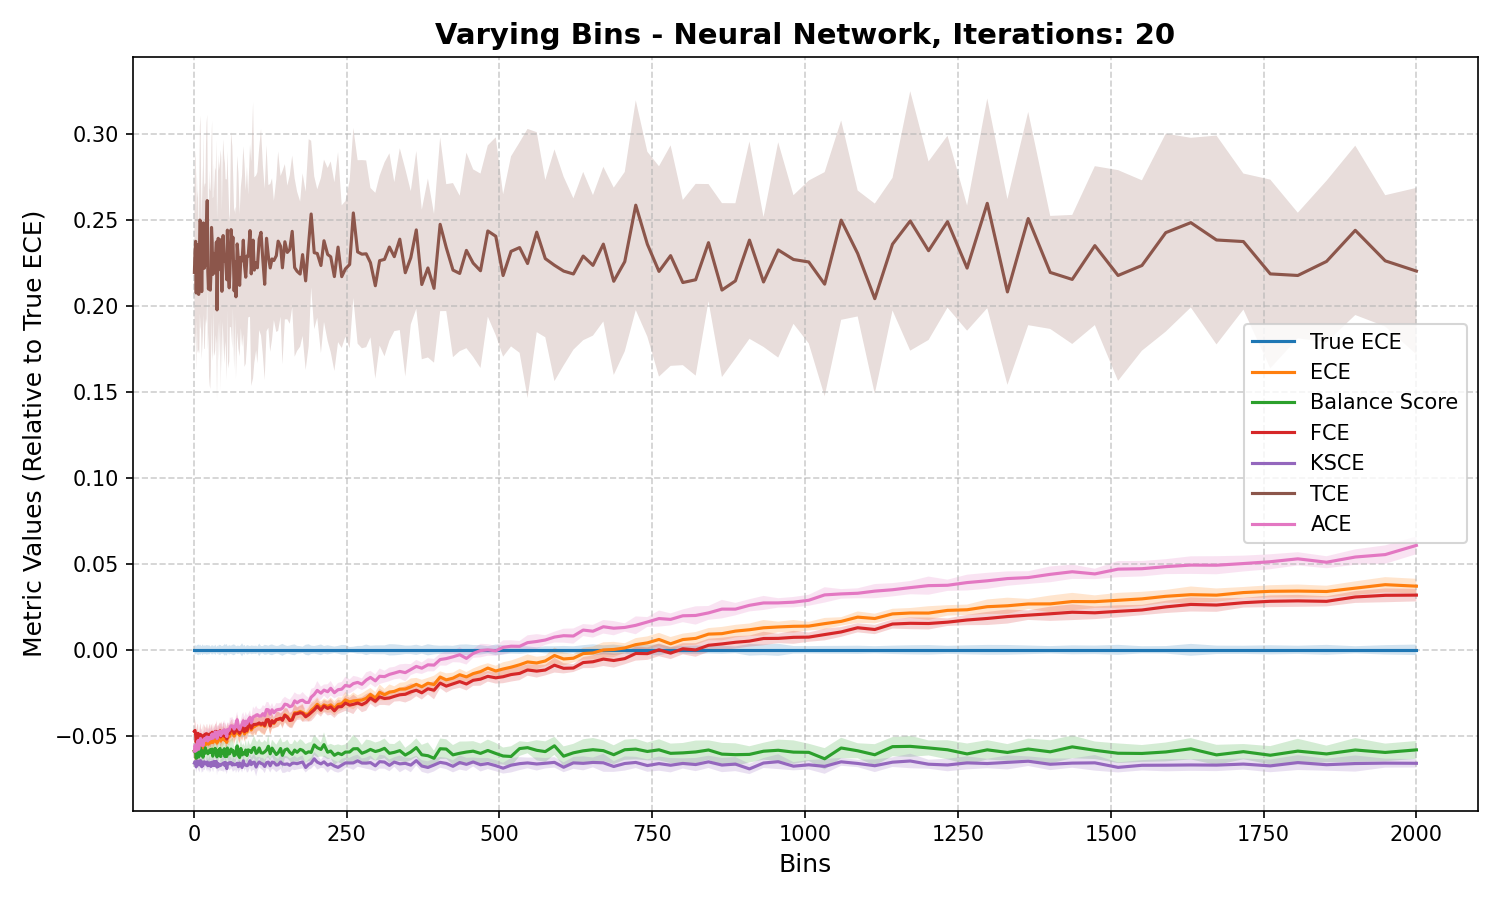 Varying Bins - Neural Network, Iterations: 20
Metric Values (Relative to True ECE)
0.30
0.25
0.20
0.15
0.10
0.05
0.00
−0.05
True ECE
ECE
Balance Score
FCE
KSCE
TCE
ACE
0 250 500 750 1000 1250 1500 1750 2000
Bins